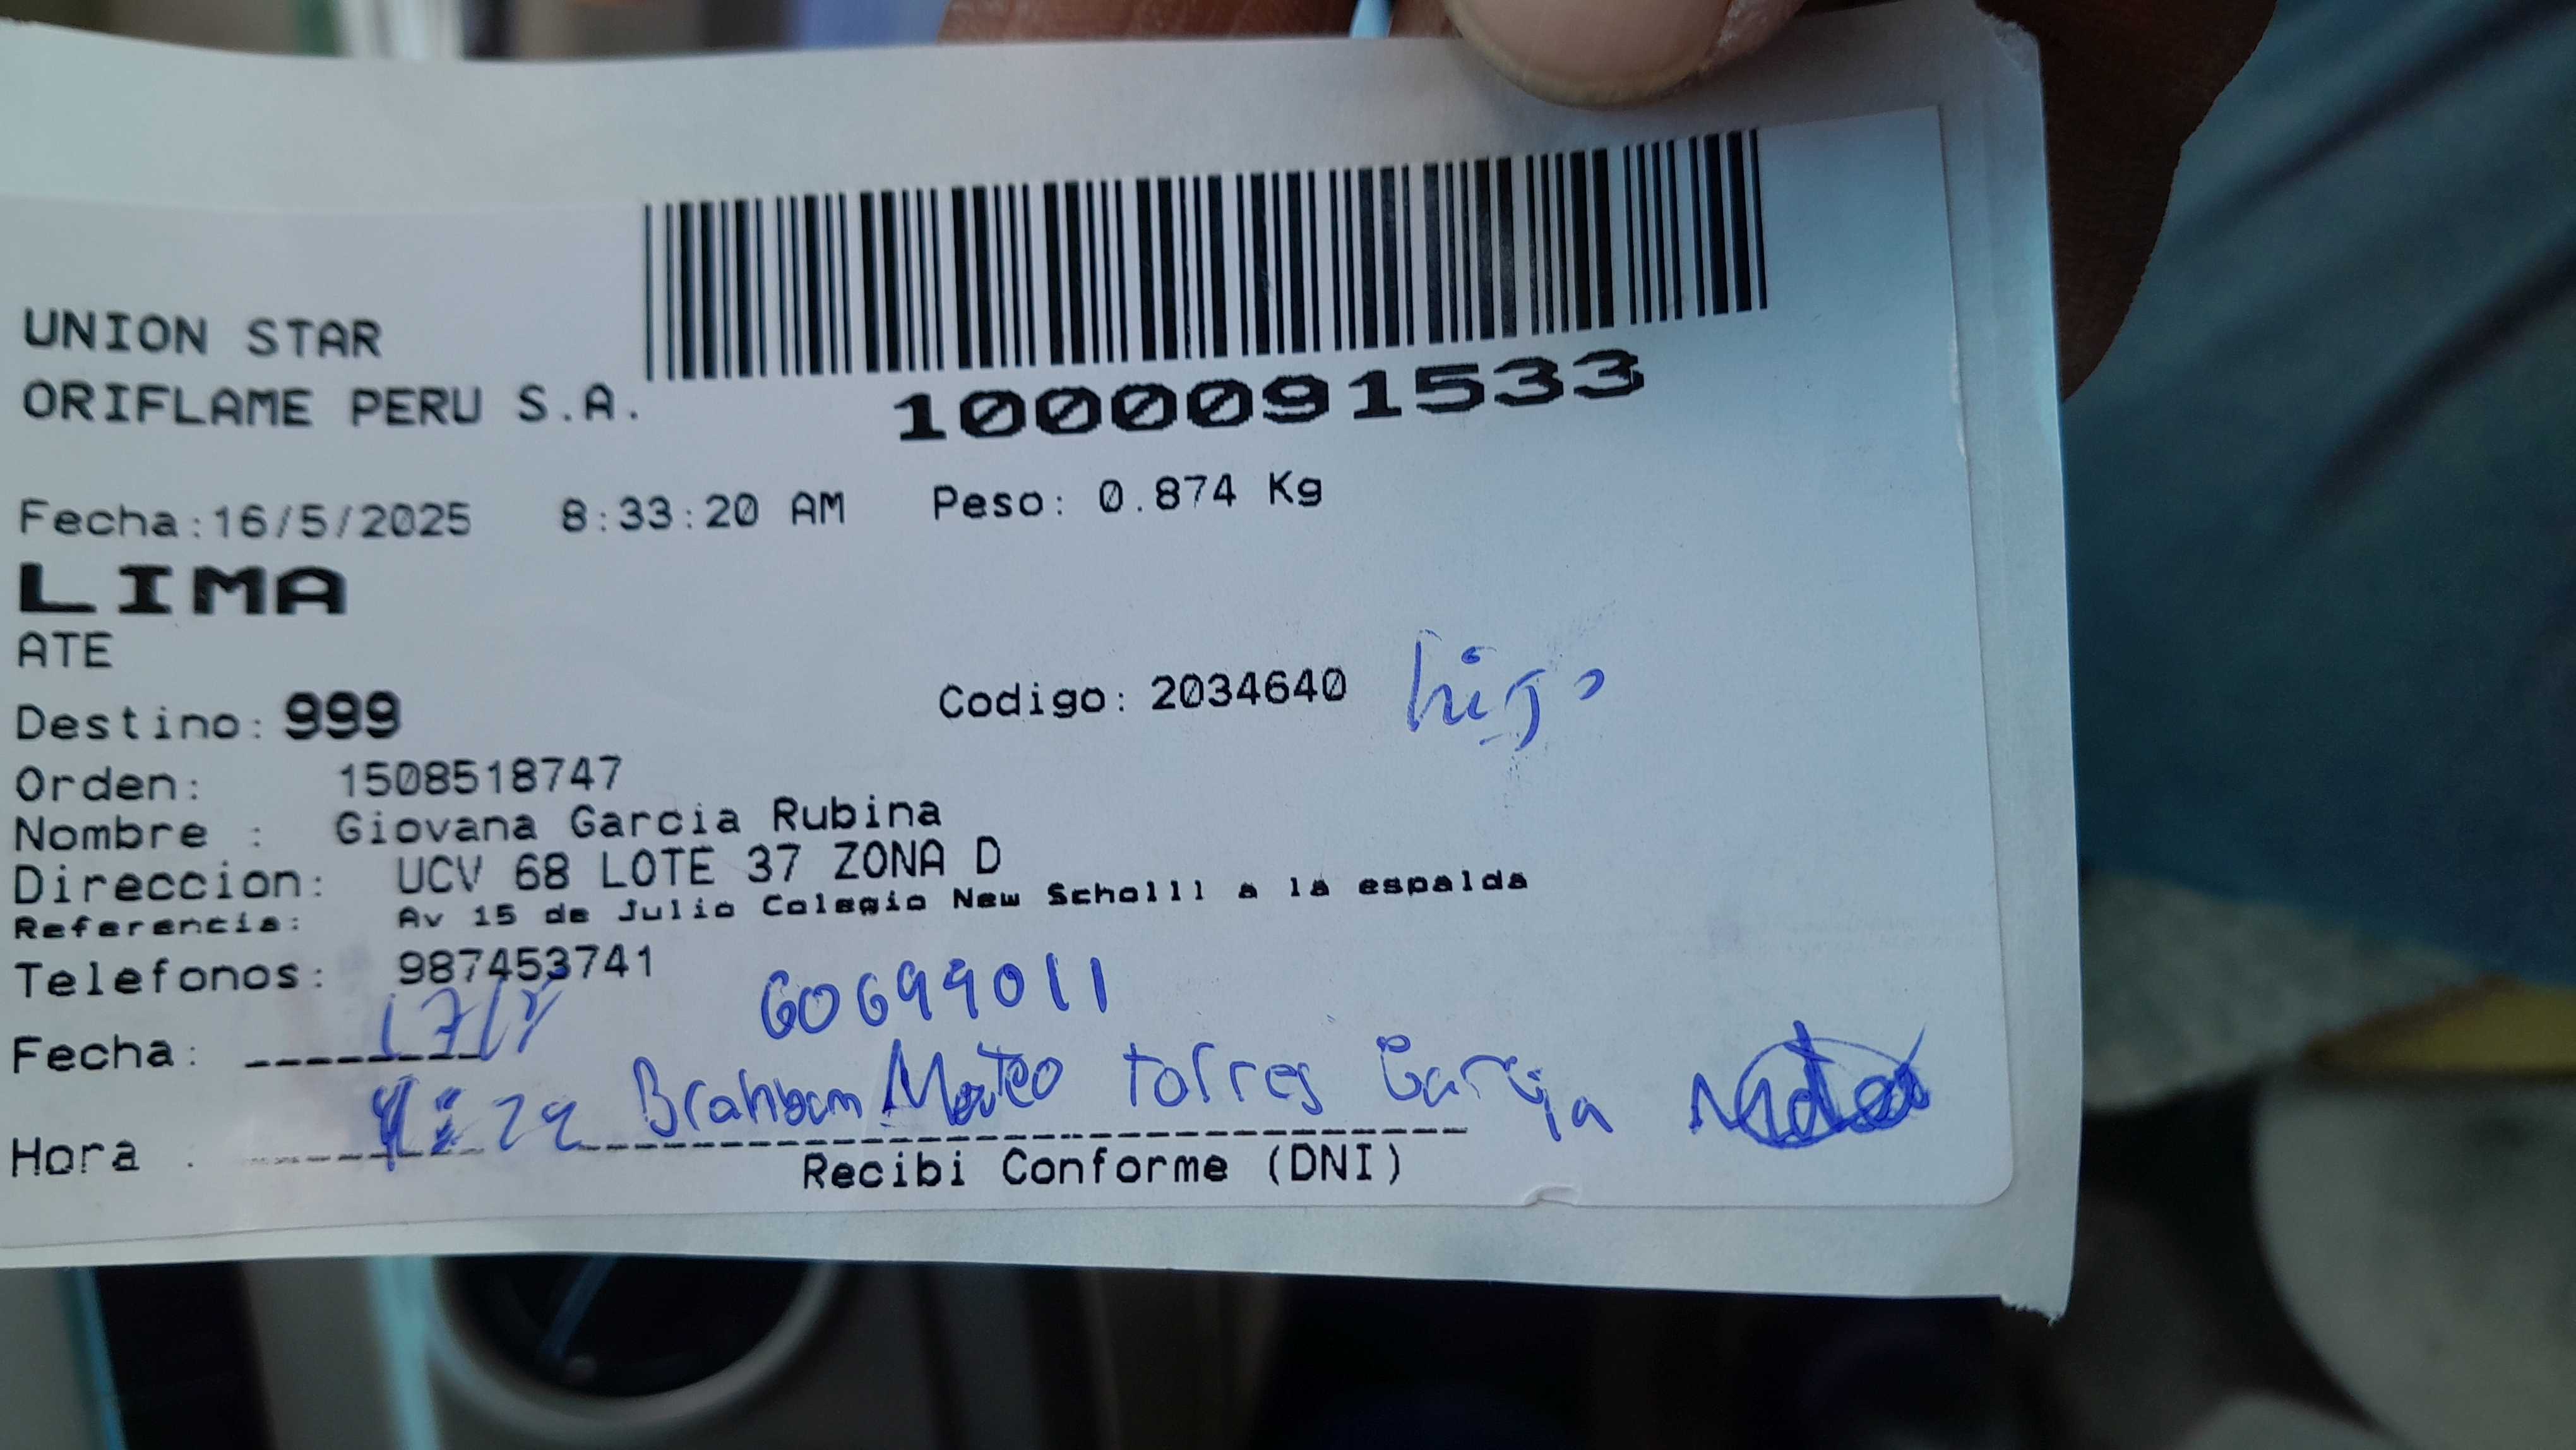 UNION STAR
ORIFLAME PERU S.A.
1000091533
Fecha:16/5/2025 8:33:20 AM Peso: 0.874 Kg
LIMA
ATE
Destino: 999 Codigo: 2034640 hijo
Orden: 1508518747
Nombre : Giovana Garcia Rubina
Direccion: UCV 68 LOTE 37 ZONA D
Referencia: Av 15 de Julio Colegio New Scholll a la espalda
Telefonos: 987453741
60699011
Fecha:
Mateo Torres Garcia
Hora :
Recibi Conforme (DNI)